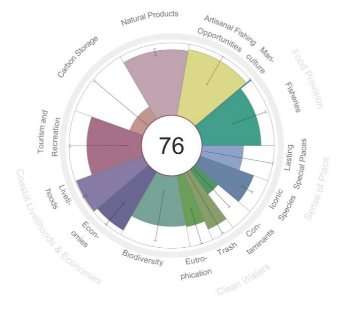 Natural Products
Artisanal Fishing
Opportunities
Mari-
culture
Food Provision
Fisheries
Lasting
Special Places
Iconic
Species
Sense of Place
Con-
taminants
Trash
Clean Waters
Eutro-
phication
Biodiversity
Econ-
omies
Liveli-
hoods
Coastal Livelihoods & Economies
Tourism and
Recreation
Carbon Storage
76